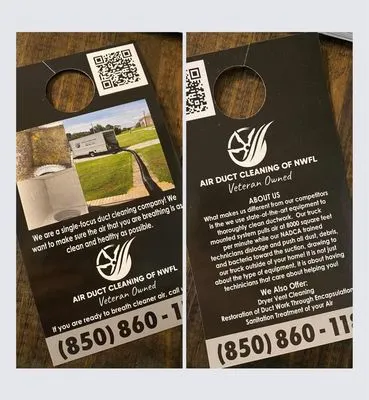 We are a single-focus duct cleaning company! We
want to make sure the air that you are breathing is as
clean and healthy as possible.
AIR DUCT CLEANING OF NWFL
Veteran Owned
If you are ready to breath cleaner air, call
(850) 860-11
AIR DUCT CLEANING OF NWFL
Veteran Owned
ABOUT US
What makes us different from our competitors
is the we use state-of-the-art equipment to
thoroughly clean ductwork. Our truck
mounted system pulls air at 8000 square feet
per minute while our NADCA trained
technicians dislodge and push all dust, debris,
and bacteria toward the suction, drawing to
our truck outside of your home! It is not just
about the type of equipment, it is about having
technicians that care about helping you!
We Also Offer:
Dryer Vent Cleaning
Restoration of Duct Work Through Encapsulation
Sanitation Treatment of your Air
(850) 860-11